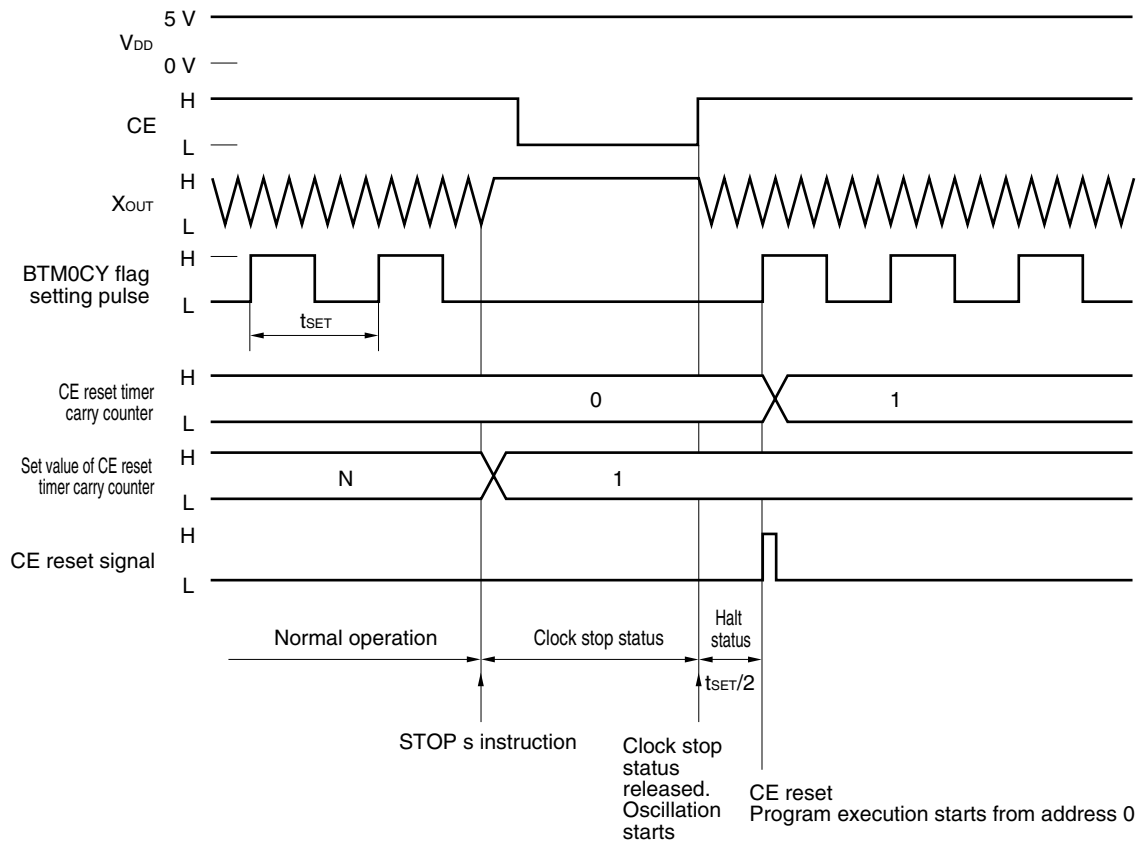 5 V
VDD
0 V
H
CE
L
H
XOUT
L
H
BTM0CY flag
setting pulse
L
tSET
H
CE reset timer
carry counter
0
1
L
H
Set value of CE reset
timer carry counter
N
1
L
H
CE reset signal
L
Normal operation
Clock stop status
Halt
status
tSET/2
STOP s instruction
Clock stop
status
released.
Oscillation
starts
CE reset
Program execution starts from address 0